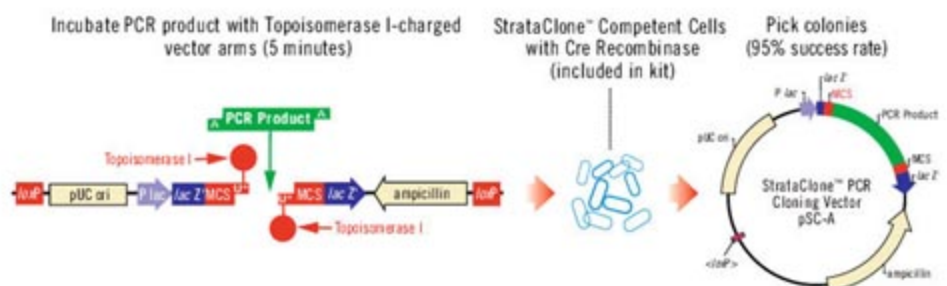 Incubate PCR product with Topoisomerase I-charged
vector arms (5 minutes)
StrataClone™ Competent Cells
with Cre Recombinase
(included in kit)
Pick colonies
(95% success rate)
A PCR Product A
Topoisomerase I
loxP pUC ori P lac lac Z' MCS U
U MCS lac Z' ampicillin loxP
Topoisomerase I
P lac
lac Z'
MCS
PCR Product
pUC ori
MCS
lac Z'
StrataClone™ PCR
Cloning Vector
pSC-A
<loxP>
ampicillin